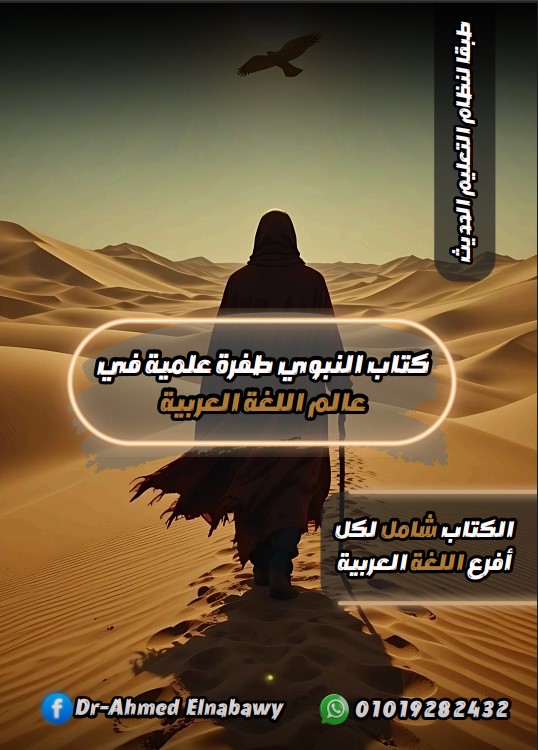 طبقا لنظام التعليم الحديث
كتاب النبوي طفرة علمية في
عالم اللغة العربية
الكتاب شامل لكل
أفرع اللغة العربية
Dr-Ahmed Elnabawy
01019282432